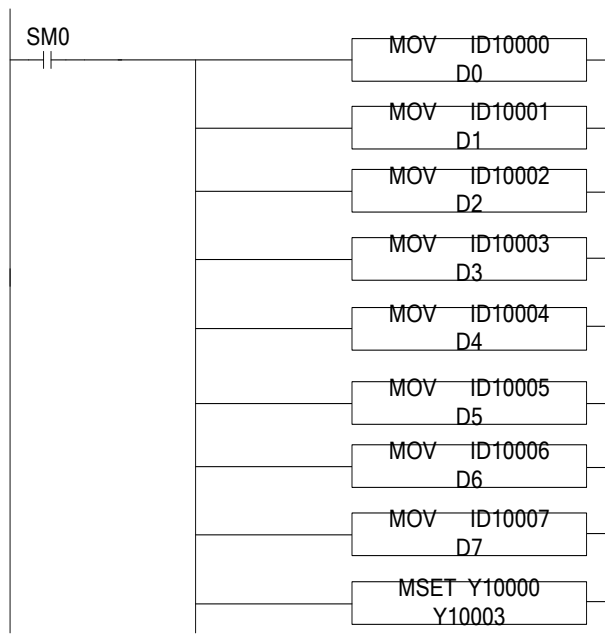 SM0
MOV ID10000
D0
MOV ID10001
D1
MOV ID10002
D2
MOV ID10003
D3
MOV ID10004
D4
MOV ID10005
D5
MOV ID10006
D6
MOV ID10007
D7
MSET Y10000
Y10003